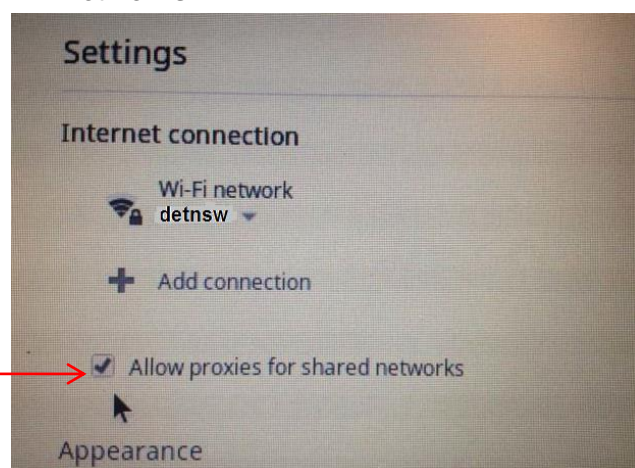 Settings
Internet connection
Wi-Fi network
detnsw
Add connection
Allow proxies for shared networks
Appearance